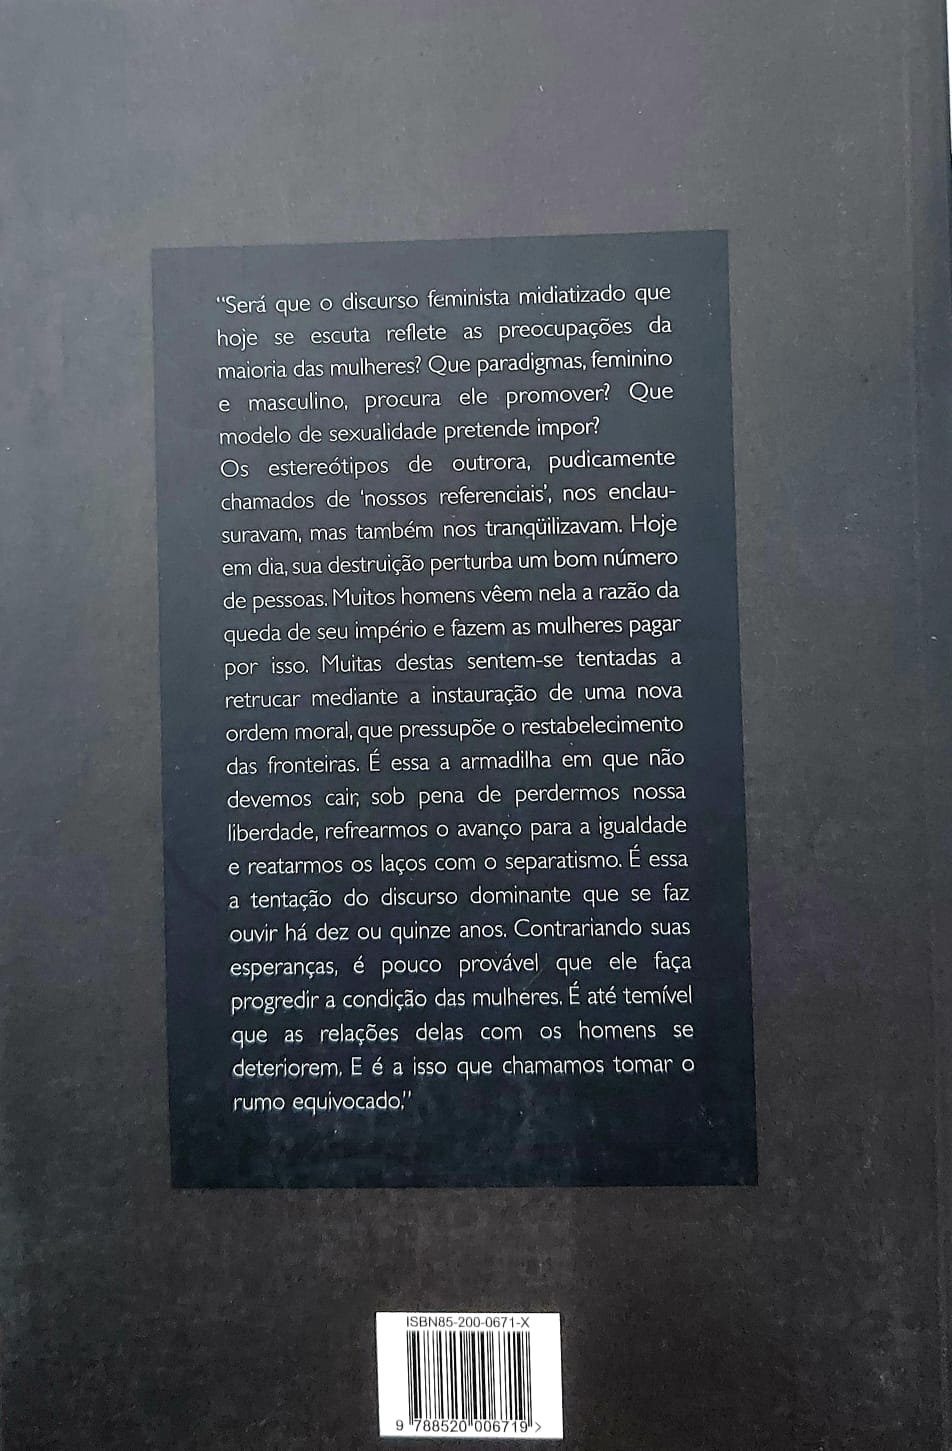 "Será que o discurso feminista midiatizado que
hoje se escuta reflete as preocupações da
maioria das mulheres? Que paradigmas, feminino
e masculino, procura ele promover? Que
modelo de sexualidade pretende impor?
Os estereótipos de outrora, pudicamente
chamados de 'nossos referenciais', nos enclau-
suravam, mas também nos tranqüilizavam. Hoje
em dia, sua destruição perturba um bom número
de pessoas. Muitos homens vêem nela a razão da
queda de seu império e fazem as mulheres pagar
por isso. Muitas destas sentem-se tentadas a
retrucar mediante a instauração de uma nova
ordem moral, que pressupõe o restabelecimento
das fronteiras. É essa a armadilha em que não
devemos cair, sob pena de perdermos nossa
liberdade, refrearmos o avanço para a igualdade
e reatarmos os laços com o separatismo. É essa
a tentação do discurso dominante que se faz
ouvir há dez ou quinze anos. Contrariando suas
esperanças, é pouco provável que ele faça
progredir a condição das mulheres. É até temível
que as relações delas com os homens se
deteriorem. E é a isso que chamamos tomar o
rumo equivocado."
ISBN85-200-0671-X
9 788520 006719 >